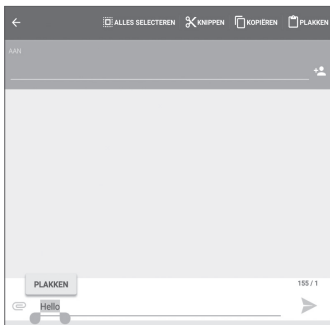 ALLES SELECTEREN KNIPPEN KOPIËREN PLAKKEN
AAN
PLAKKEN
155 / 1
Hello